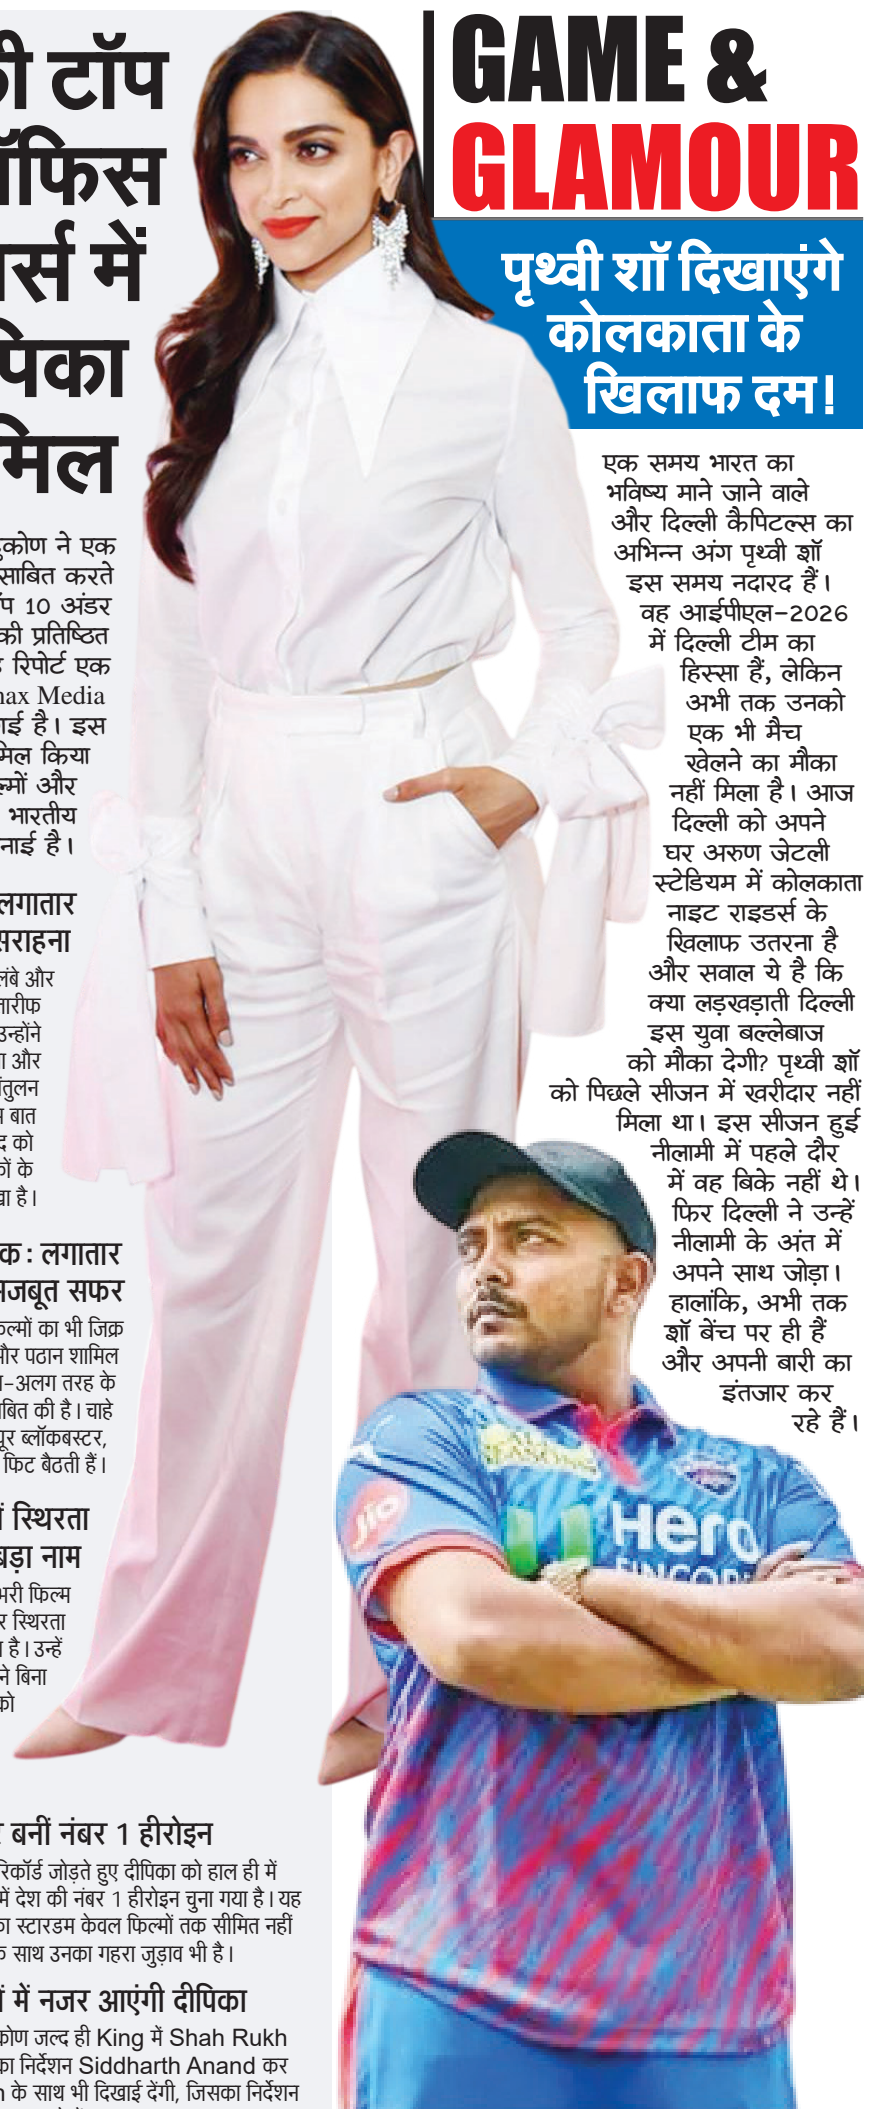 टॉप
में
GAME &
GLAMOUR
पृथ्वी शॉ दिखाएंगे
कोलकाता के
खिलाफ दम!
एक समय भारत का
भविष्य माने जाने वाले
और दिल्ली कैपिटल्स का
अभिन्न अंग पृथ्वी शॉ
इस समय नदारद हैं।
वह आईपीएल-2026
में दिल्ली टीम का
हिस्सा हैं, लेकिन
अभी तक उनको
एक भी मैच
खेलने का मौका
नहीं मिला है। आज
दिल्ली को अपने
घर अरुण जेटली
स्टेडियम में कोलकाता
नाइट राइडर्स के
खिलाफ उतरना है
और सवाल ये है कि
क्या लड़खड़ाती दिल्ली
इस युवा बल्लेबाज
को मौका देगी? पृथ्वी शॉ
को पिछले सीजन में खरीदार नहीं
मिला था। इस सीजन हुई
नीलामी में पहले दौर
में वह बिके नहीं थे।
फिर दिल्ली ने उन्हें
नीलामी के अंत में
अपने साथ जोड़ा।
हालांकि, अभी तक
शॉ बेंच पर ही हैं
और अपनी बारी का
इंतजार कर
रहे हैं।
ने एक
साबित करते
10 अंडर
की प्रतिष्ठित
रिपोर्ट एक
Media
है। इस
किया
और
भारतीय
है।
लगातार
सराहना
और
तारीफ
उन्होंने
और
बात
को
के
है।
: लगातार
मजबूत सफर
का भी जिक्र
और पठान शामिल
तरह के
की है। चाहे
ब्लॉकबस्टर,
फिट बैठती हैं।
स्थिरता
बड़ा नाम
फिल्म
स्थिरता
है। उन्हें
बिना
को
बनीं नंबर 1 हीरोइन
रिकॉर्ड जोड़ते हुए दीपिका को हाल ही में
में देश की नंबर 1 हीरोइन चुना गया है। यह
स्टारडम केवल फिल्मों तक सीमित नहीं
साथ उनका गहरा जुड़ाव भी है।
में नजर आएंगी दीपिका
जल्द ही King में Shah Rukh
निर्देशन Siddharth Anand कर
के साथ भी दिखाई देंगी, जिसका निर्देशन
Jio
Hero